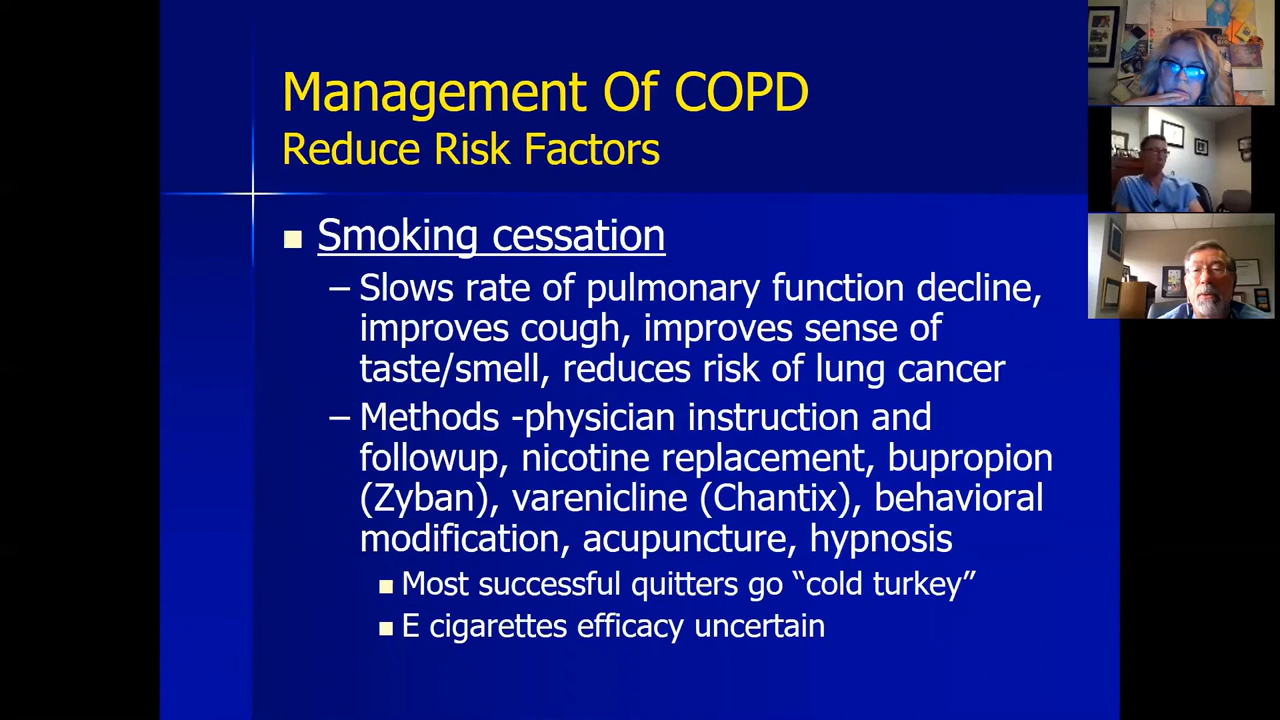 Management Of COPD
Reduce Risk Factors
Smoking cessation
– Slows rate of pulmonary function decline,
improves cough, improves sense of
taste/smell, reduces risk of lung cancer
– Methods -physician instruction and
followup, nicotine replacement, bupropion
(Zyban), varenicline (Chantix), behavioral
modification, acupuncture, hypnosis
Most successful quitters go “cold turkey”
E cigarettes efficacy uncertain